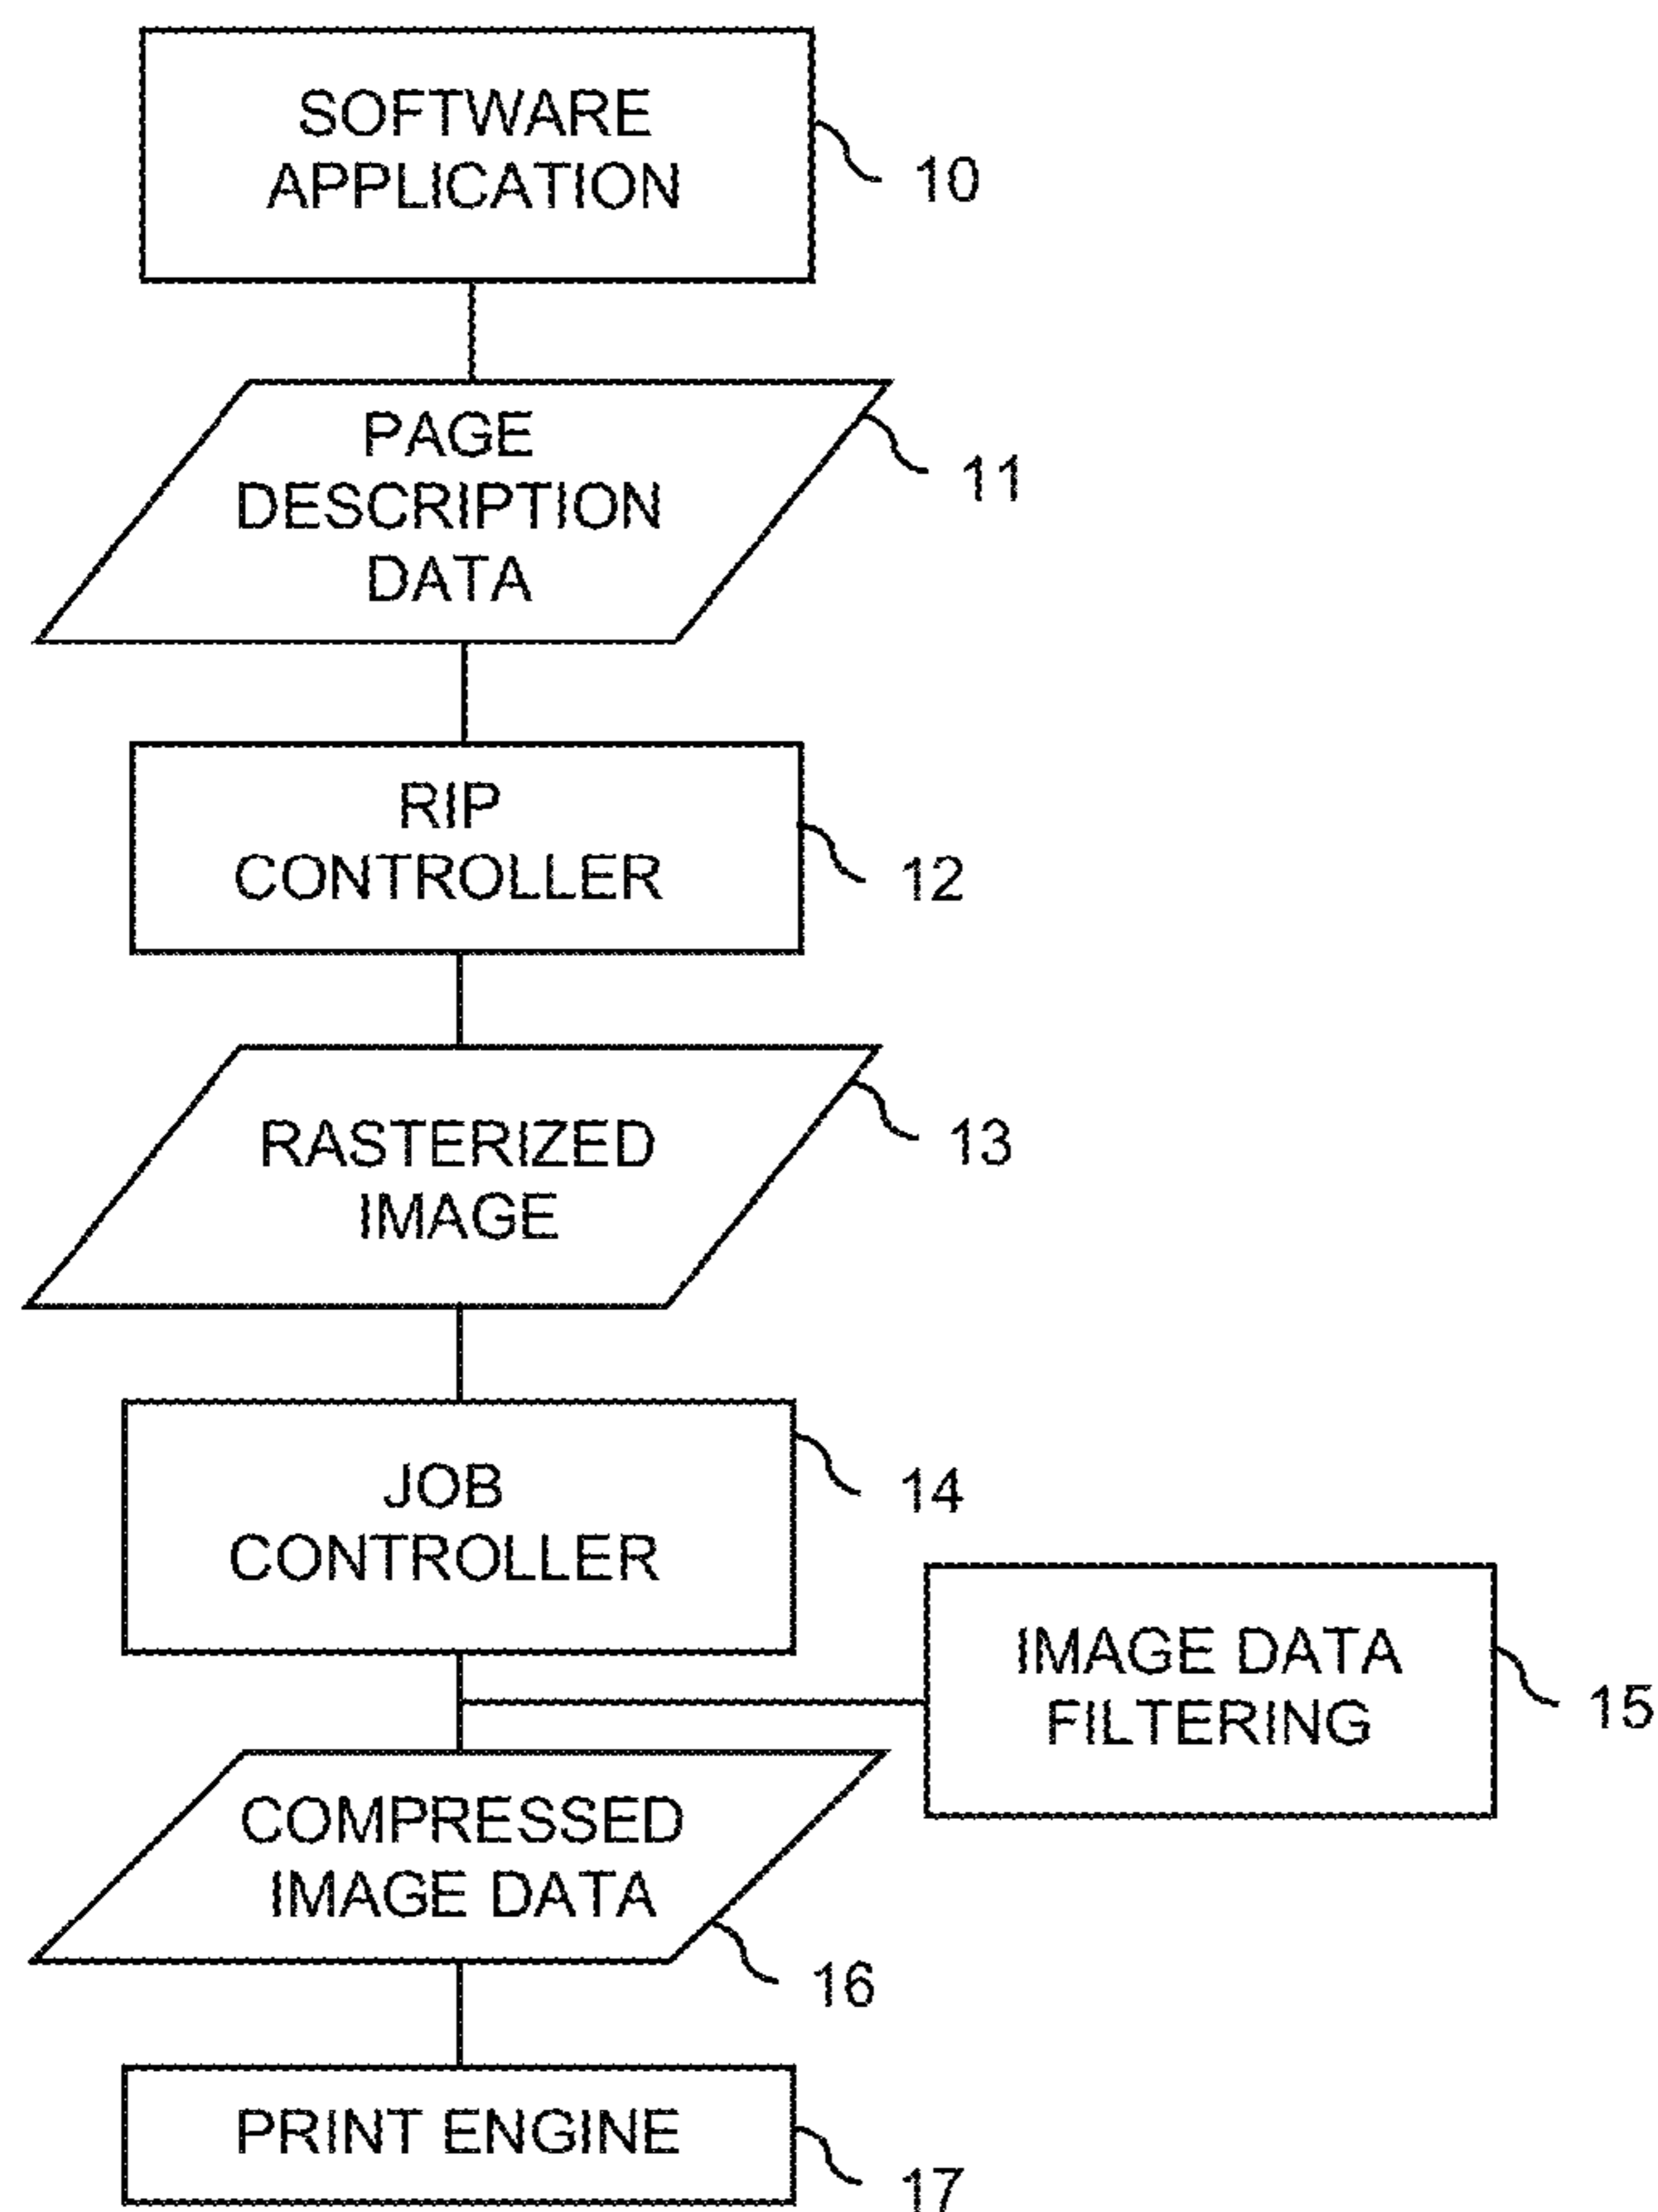 SOFTWARE
APPLICATION
10
PAGE
DESCRIPTION
DATA
11
RIP
CONTROLLER
12
RASTERIZED
IMAGE
13
JOB
CONTROLLER
14
IMAGE DATA
FILTERING
15
COMPRESSED
IMAGE DATA
16
PRINT ENGINE
17